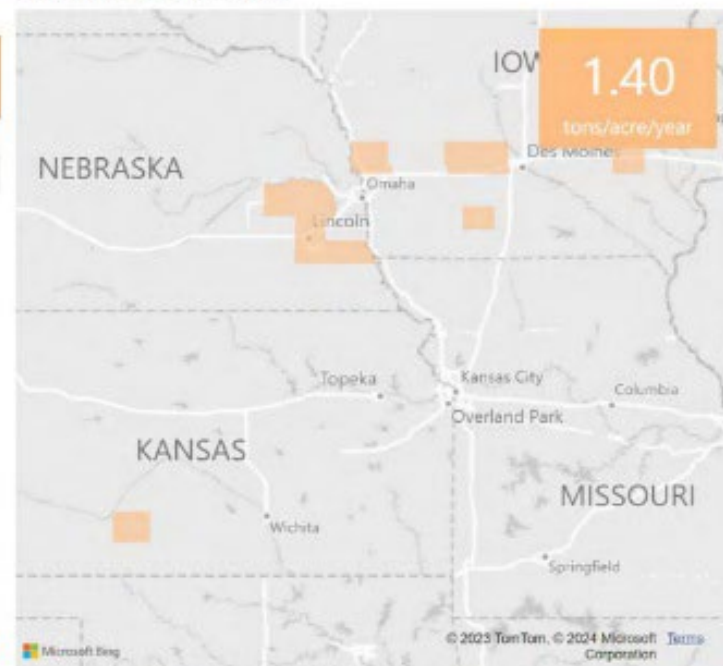 IOW
1.40
tons/acre/year
NEBRASKA
Des Moines
Omaha
Lincoln
Topeka
Kansas City
Columbia
Overland Park
KANSAS
MISSOURI
Wichita
Springfield
Microsoft Bing
© 2023 TomTom, © 2024 Microsoft Corporation Terms